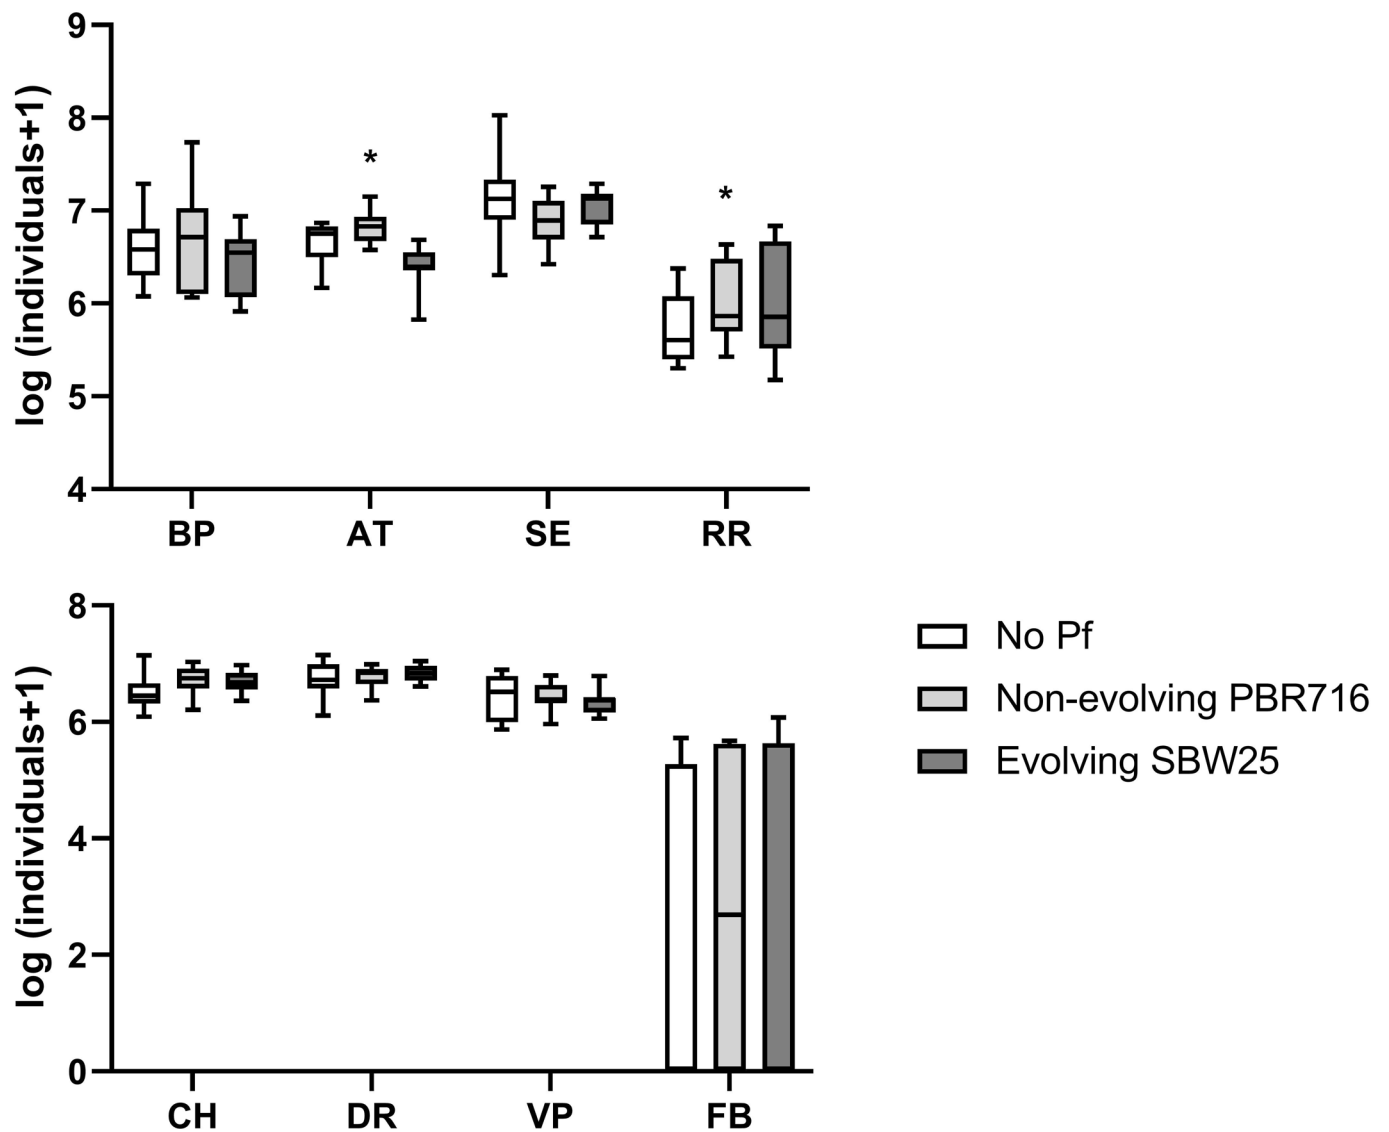 log (individuals+1)
9
8
7
6
5
4
*
*
BP AT SE RR
log (individuals+1)
8
6
4
2
0
CH DR VP FB
No Pf
Non-evolving PBR716
Evolving SBW25